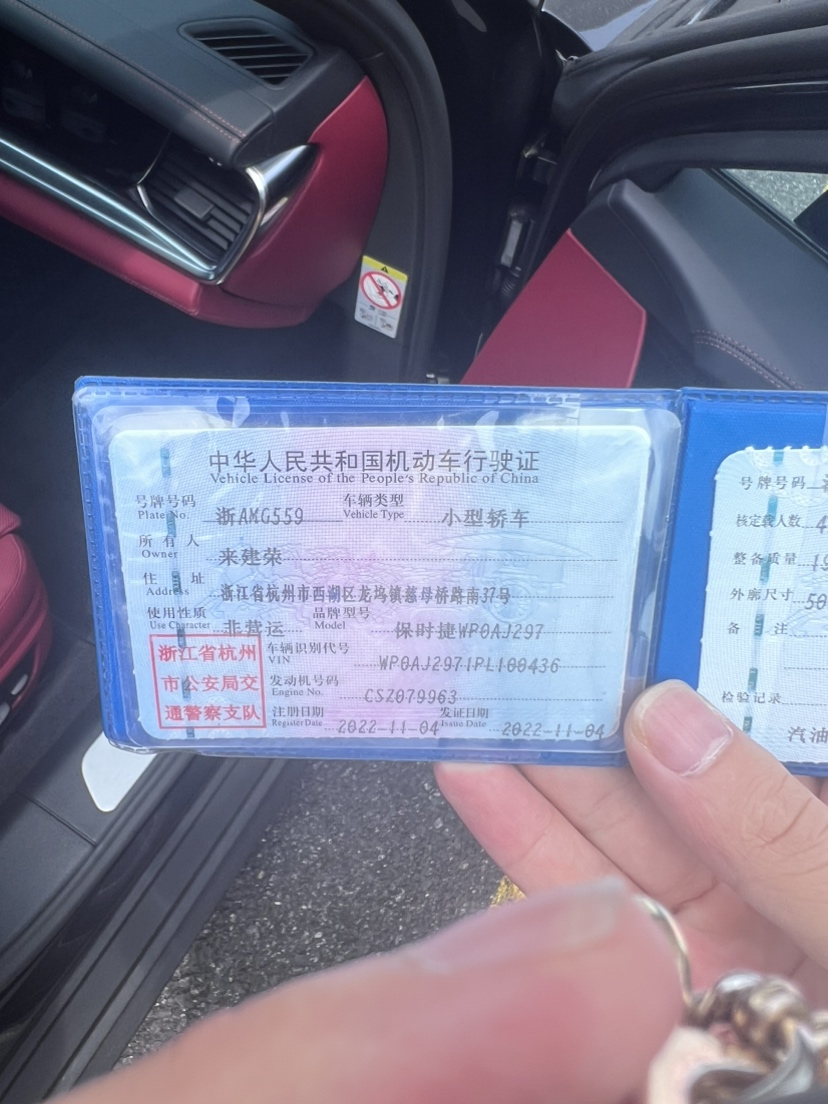 中华人民共和国机动车行驶证
Vehicle License of the People's Republic of China
号牌号码 浙AMG559 车辆类型 小型轿车
Plate No. Vehicle Type
所有人 来建荣
Owner
住址 浙江省杭州市西湖区龙坞镇慈母桥路南37号
Address
使用性质 非营运 品牌型号 保时捷WP0AJ297
Use Character Model
浙江省杭州
市公安局交
通警察支队
车辆识别代号 WP0AJ2971PL100436
VIN
发动机号码 CSZ079963
Engine No.
注册日期 2022-11-04 发证日期 2022-11-04
Register Date Issue Date
号牌号码
核定载人数 4
整备质量 19
外廓尺寸 50
备注
检验记录
汽油